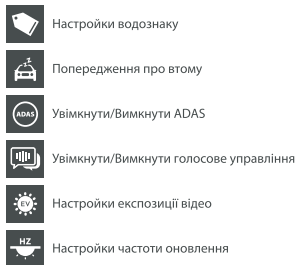 Настройки водознаку
Попередження про втому
ADAS Увімкнути/Вимкнути ADAS
Увімкнути/Вимкнути голосове управління
EV Настройки експозиції відео
HZ Настройки частоти оновлення